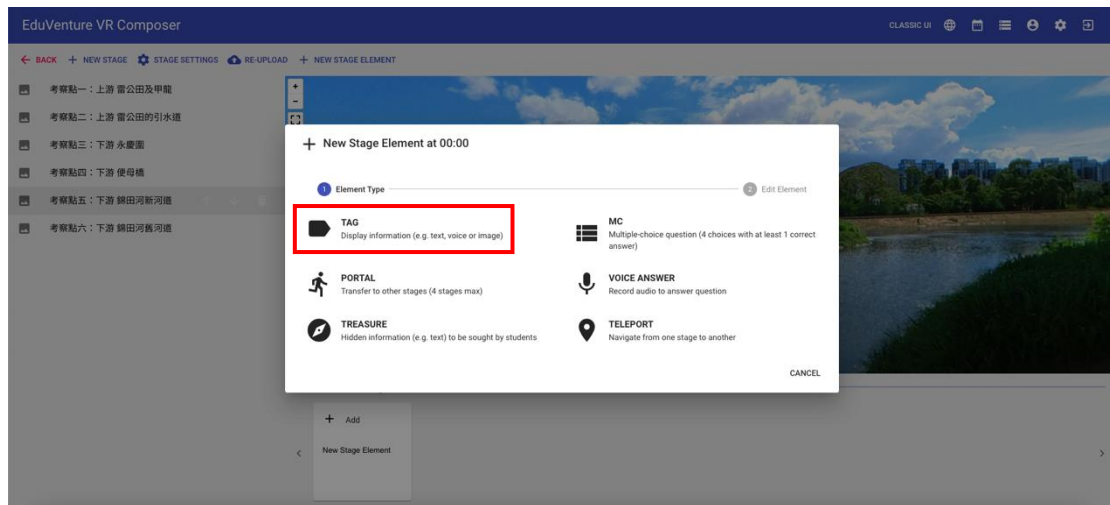 EduVenture VR Composer
CLASSIC UI
BACK + NEW STAGE STAGE SETTINGS RE-UPLOAD + NEW STAGE ELEMENT
考察點一：上游 雷公田及甲龍
考察點二：上游 雷公田的引水道
考察點三：下游 永慶圍
考察點四：下游 便母橋
考察點五：下游 錦田河新河道
考察點六：下游 錦田河舊河道
+
-
+ New Stage Element at 00:00
1 Element Type
2 Edit Element
TAG
Display information (e.g. text, voice or image)
MC
Multiple-choice question (4 choices with at least 1 correct
answer)
PORTAL
Transfer to other stages (4 stages max)
VOICE ANSWER
Record audio to answer question
TREASURE
Hidden information (e.g. text) to be sought by students
TELEPORT
Navigate from one stage to another
CANCEL
+ Add
New Stage Element